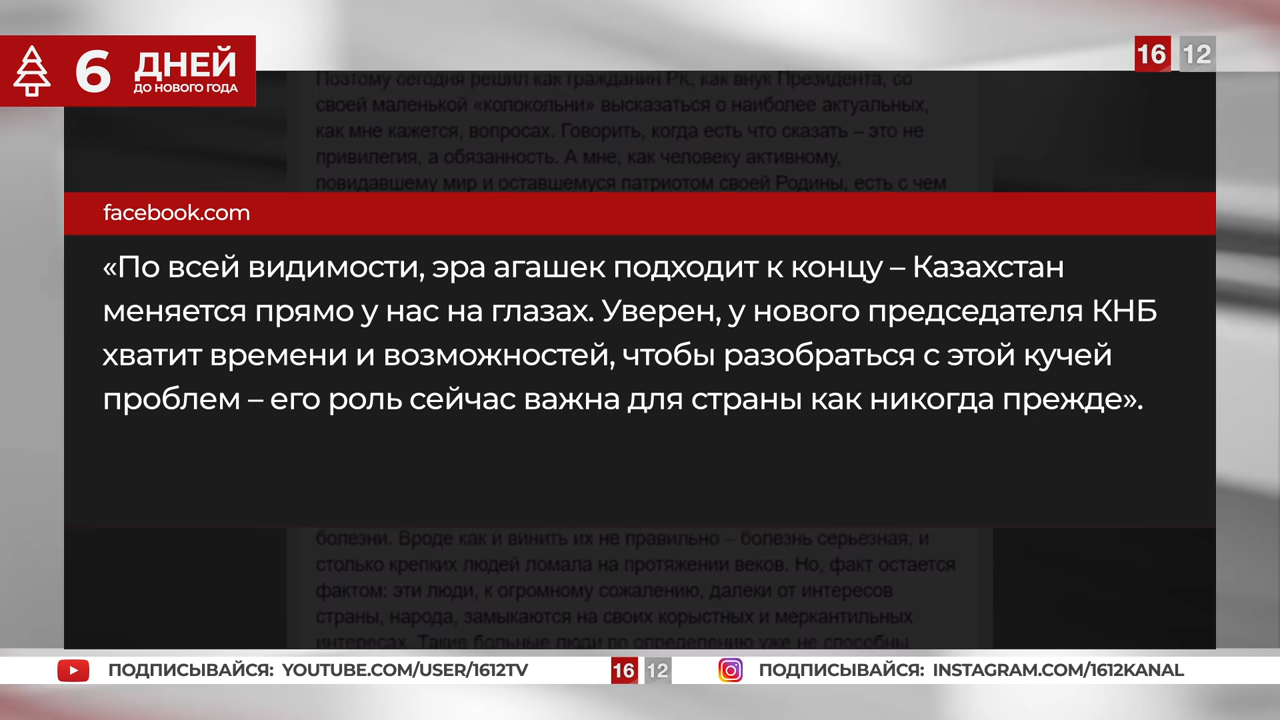 6 ДНЕЙ
ДО НОВОГО ГОДА
16 12
Поэтому сегодня решил как гражданин РК, как внук Президента, со
своей маленькой «колокольни» высказаться о наиболее актуальных,
как мне кажется, вопросах. Говорить, когда есть что сказать – это не
привилегия, а обязанность. А мне, как человеку активному,
повидавшему мир и оставшемуся патриотом своей Родины, есть с чем
facebook.com
«По всей видимости, эра агашек подходит к концу – Казахстан
меняется прямо у нас на глазах. Уверен, у нового председателя КНБ
хватит времени и возможностей, чтобы разобраться с этой кучей
проблем – его роль сейчас важна для страны как никогда прежде».
болезни. Вроде как и винить их не правильно – болезнь серьезная, и
столько крепких людей ломала на протяжении веков. Но, факт остается
фактом: эти люди, к огромному сожалению, далеки от интересов
страны, народа, замыкаются на своих корыстных и меркантильных
интересах. Такие больные люди по определению уже не способны
ПОДПИСЫВАЙСЯ: YOUTUBE.COM/USER/1612TV
16 12
ПОДПИСЫВАЙСЯ: INSTAGRAM.COM/1612KANAL